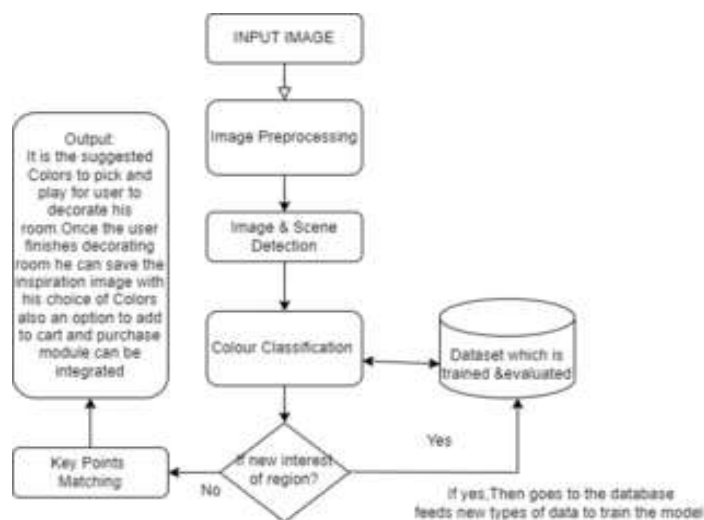 INPUT IMAGE
Image Preprocessing
Image & Scene
Detection
Colour Classification
Dataset which is
trained &evaluated
If new interest
of region?
Yes
No
If yes,Then goes to the database
feeds new types of data to train the model
Key Points
Matching
Output:
It is the suggested
Colors to pick and
play for user to
decorate his
room.Once the user
finishes decorating
room he can save the
inspiration image with
his choice of Colors
also an option to add
to cart and purchase
module can be
integrated